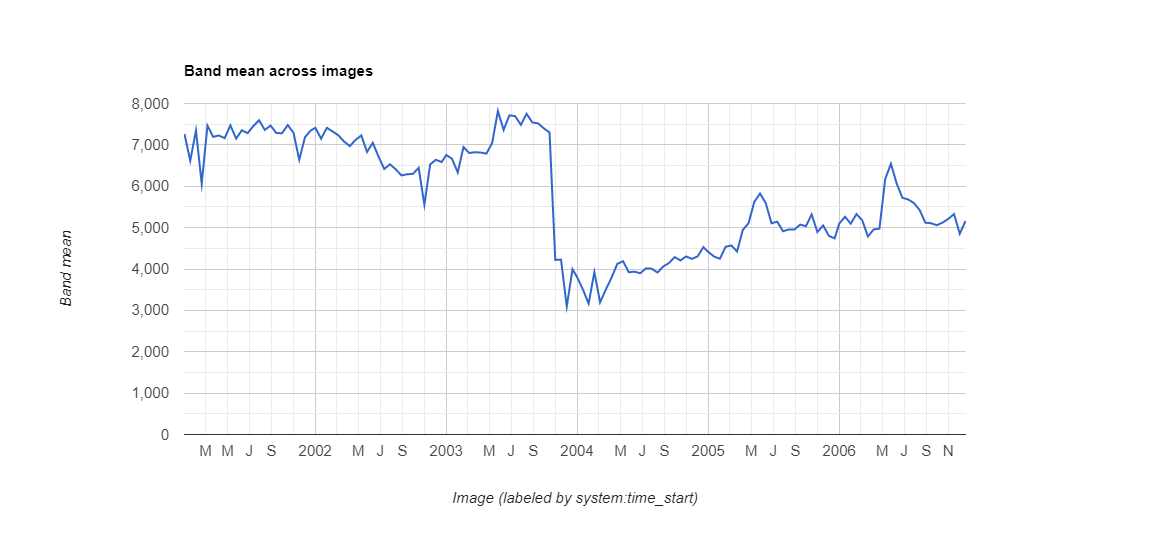 Band mean across images
8,000
7,000
6,000
5,000
4,000
3,000
2,000
1,000
0
Band mean
M M J S 2002 M J S 2003 M J S 2004 M J S 2005 M J S 2006 M J S N
Image (labeled by system:time_start)